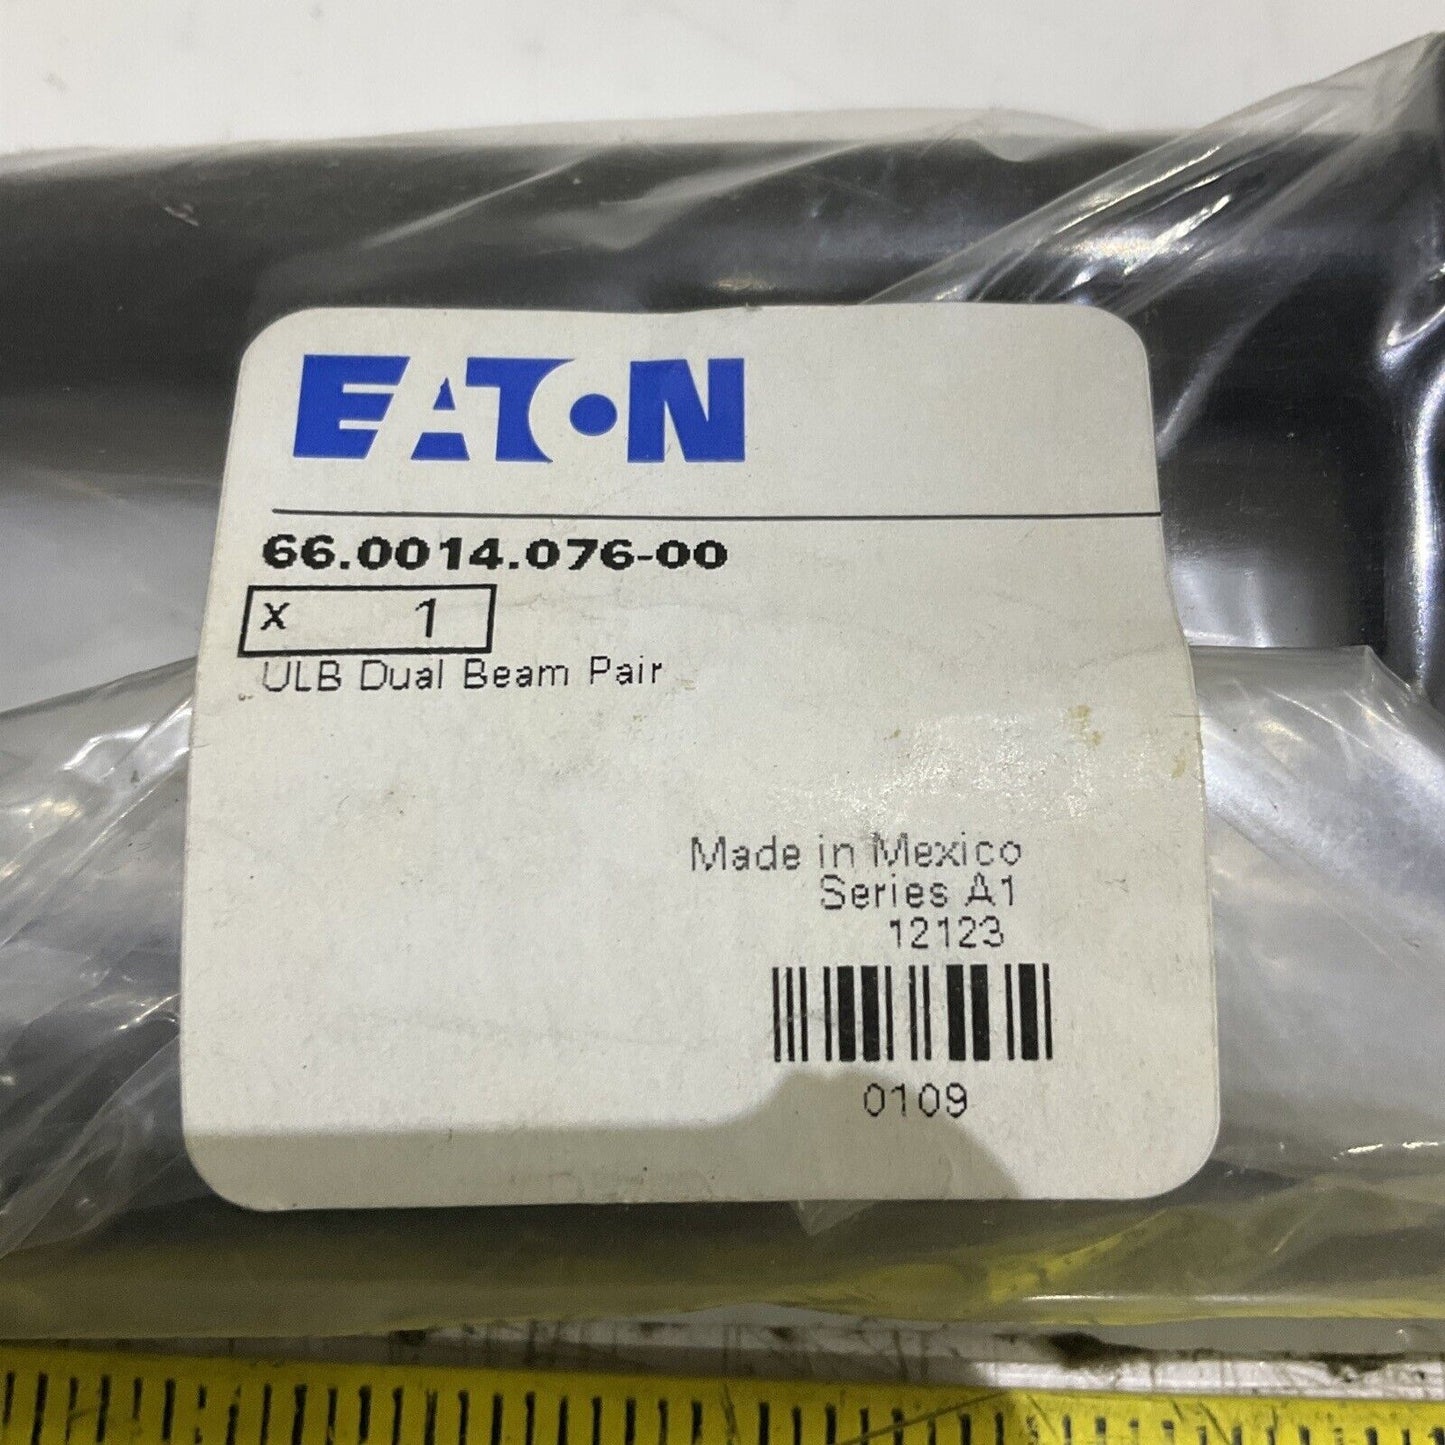 EATON
66.0014.076-00
X 1
ULB Dual Beam Pair
Made in Mexico
Series A1
12123
0109